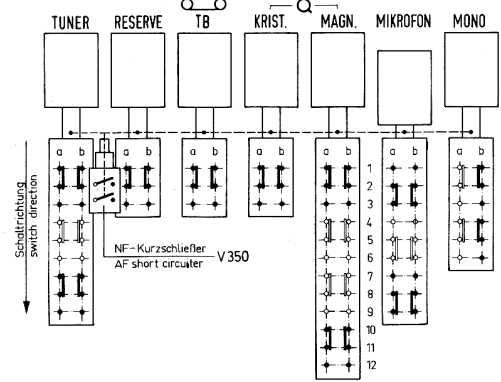 TUNER RESERVE TB KRIST. MAGN. MIKROFON MONO
a b a b a b a b a b a b a b
1
2
3
4
5
6
7
8
9
10
11
12
Schaltrichtung
switch direction
NF-Kurzschließer
AF short circuiter
V 350